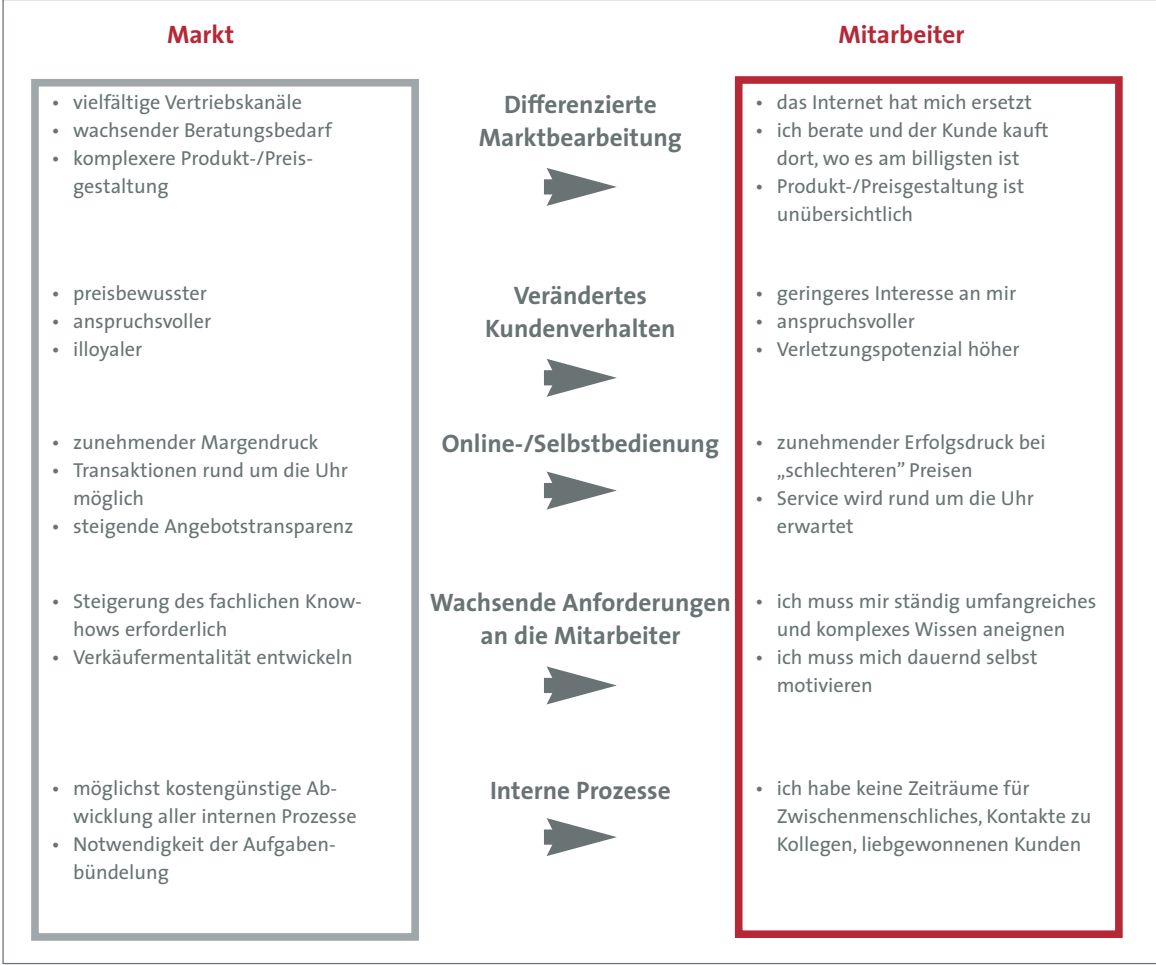 Markt
Mitarbeiter
• vielfältige Vertriebskanäle
• wachsender Beratungsbedarf
• komplexere Produkt-/Preis-
gestaltung
Differenzierte
Marktbearbeitung
• das Internet hat mich ersetzt
• ich berate und der Kunde kauft
dort, wo es am billigsten ist
• Produkt-/Preisgestaltung ist
unübersichtlich
• preisbewusster
• anspruchsvoller
• illoyaler
Verändertes
Kundenverhalten
• geringeres Interesse an mir
• anspruchsvoller
• Verletzungspotenzial höher
• zunehmender Margendruck
• Transaktionen rund um die Uhr
möglich
• steigende Angebotstransparenz
Online-/Selbstbedienung
• zunehmender Erfolgsdruck bei
„schlechteren” Preisen
• Service wird rund um die Uhr
erwartet
• Steigerung des fachlichen Know-
hows erforderlich
• Verkäufermentalität entwickeln
Wachsende Anforderungen
an die Mitarbeiter
• ich muss mir ständig umfangreiches
und komplexes Wissen aneignen
• ich muss mich dauernd selbst
motivieren
• möglichst kostengünstige Ab-
wicklung aller internen Prozesse
• Notwendigkeit der Aufgaben-
bündelung
Interne Prozesse
• ich habe keine Zeiträume für
Zwischenmenschliches, Kontakte zu
Kollegen, liebgewonnenen Kunden